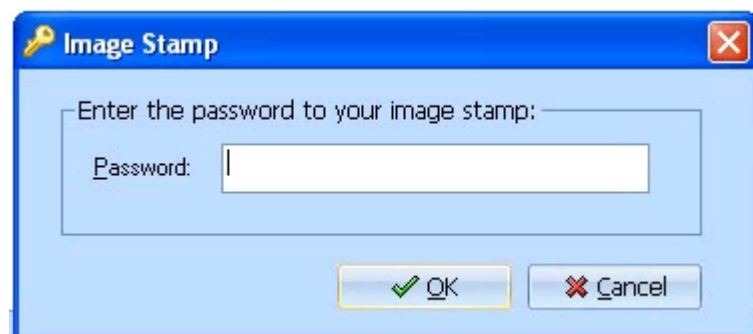 Image Stamp
Enter the password to your image stamp:
Password:
OK
Cancel